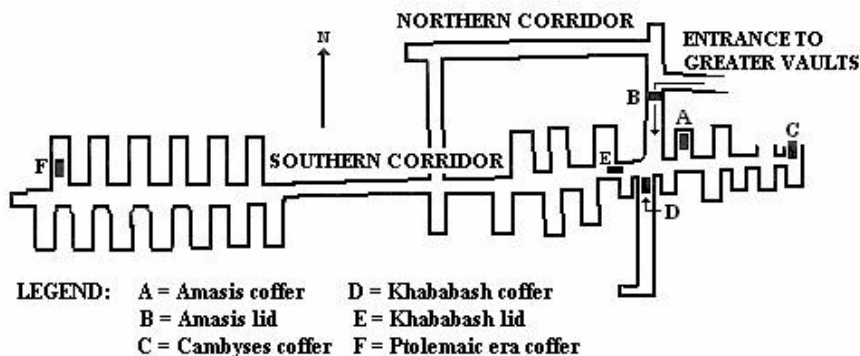 NORTHERN CORRIDOR
N
ENTRANCE TO
GREATER VAULTS
B
A
C
F
SOUTHERN CORRIDOR
E
D
LEGEND: A = Amasis coffer D = Khababash coffer
B = Amasis lid E = Khababash lid
C = Cambyses coffer F = Ptolemaic era coffer